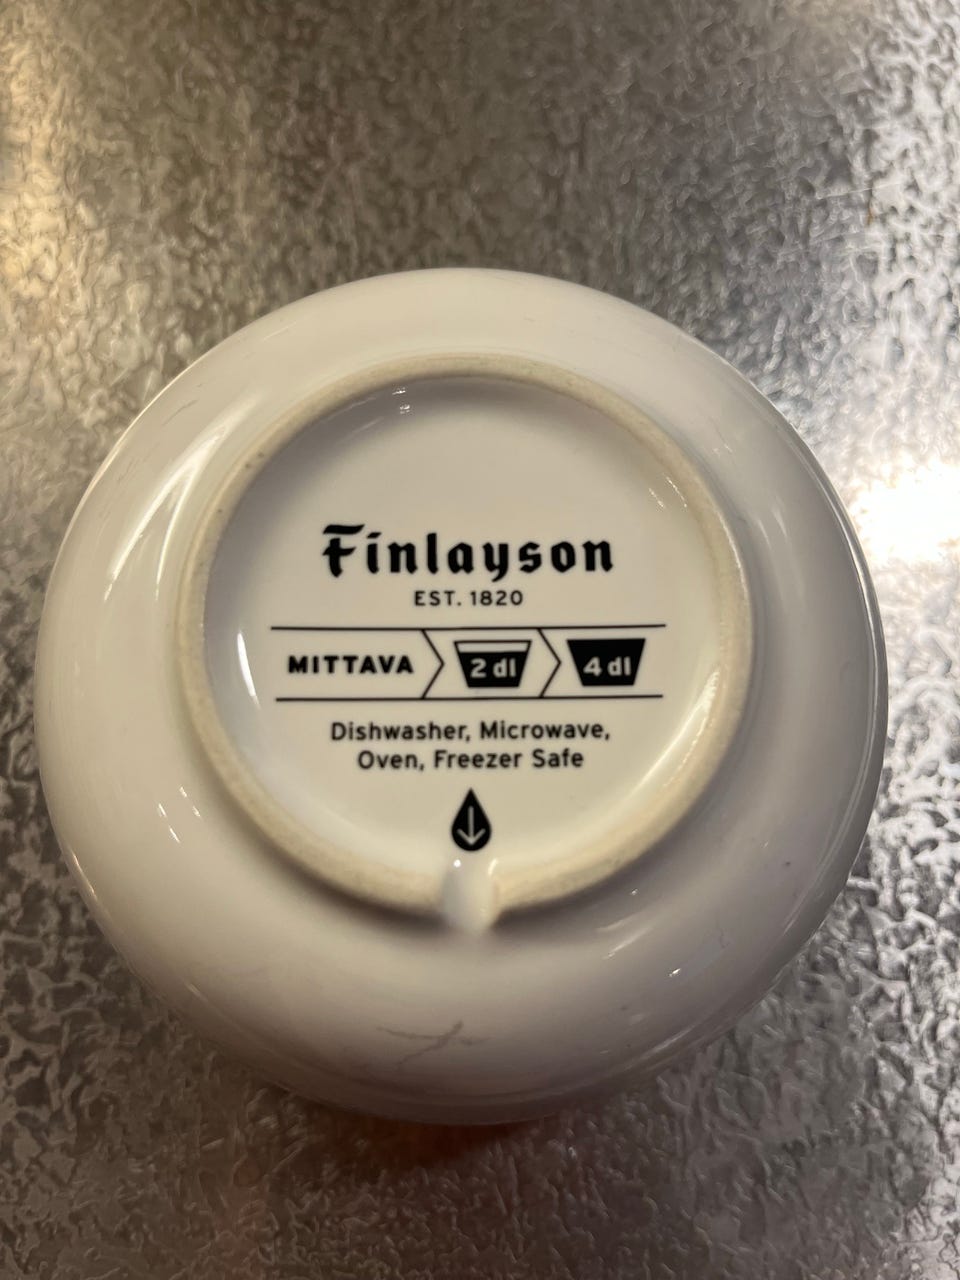 Finlayson
EST. 1820
MITTAVA 2 dl 4 dl
Dishwasher, Microwave,
Oven, Freezer Safe